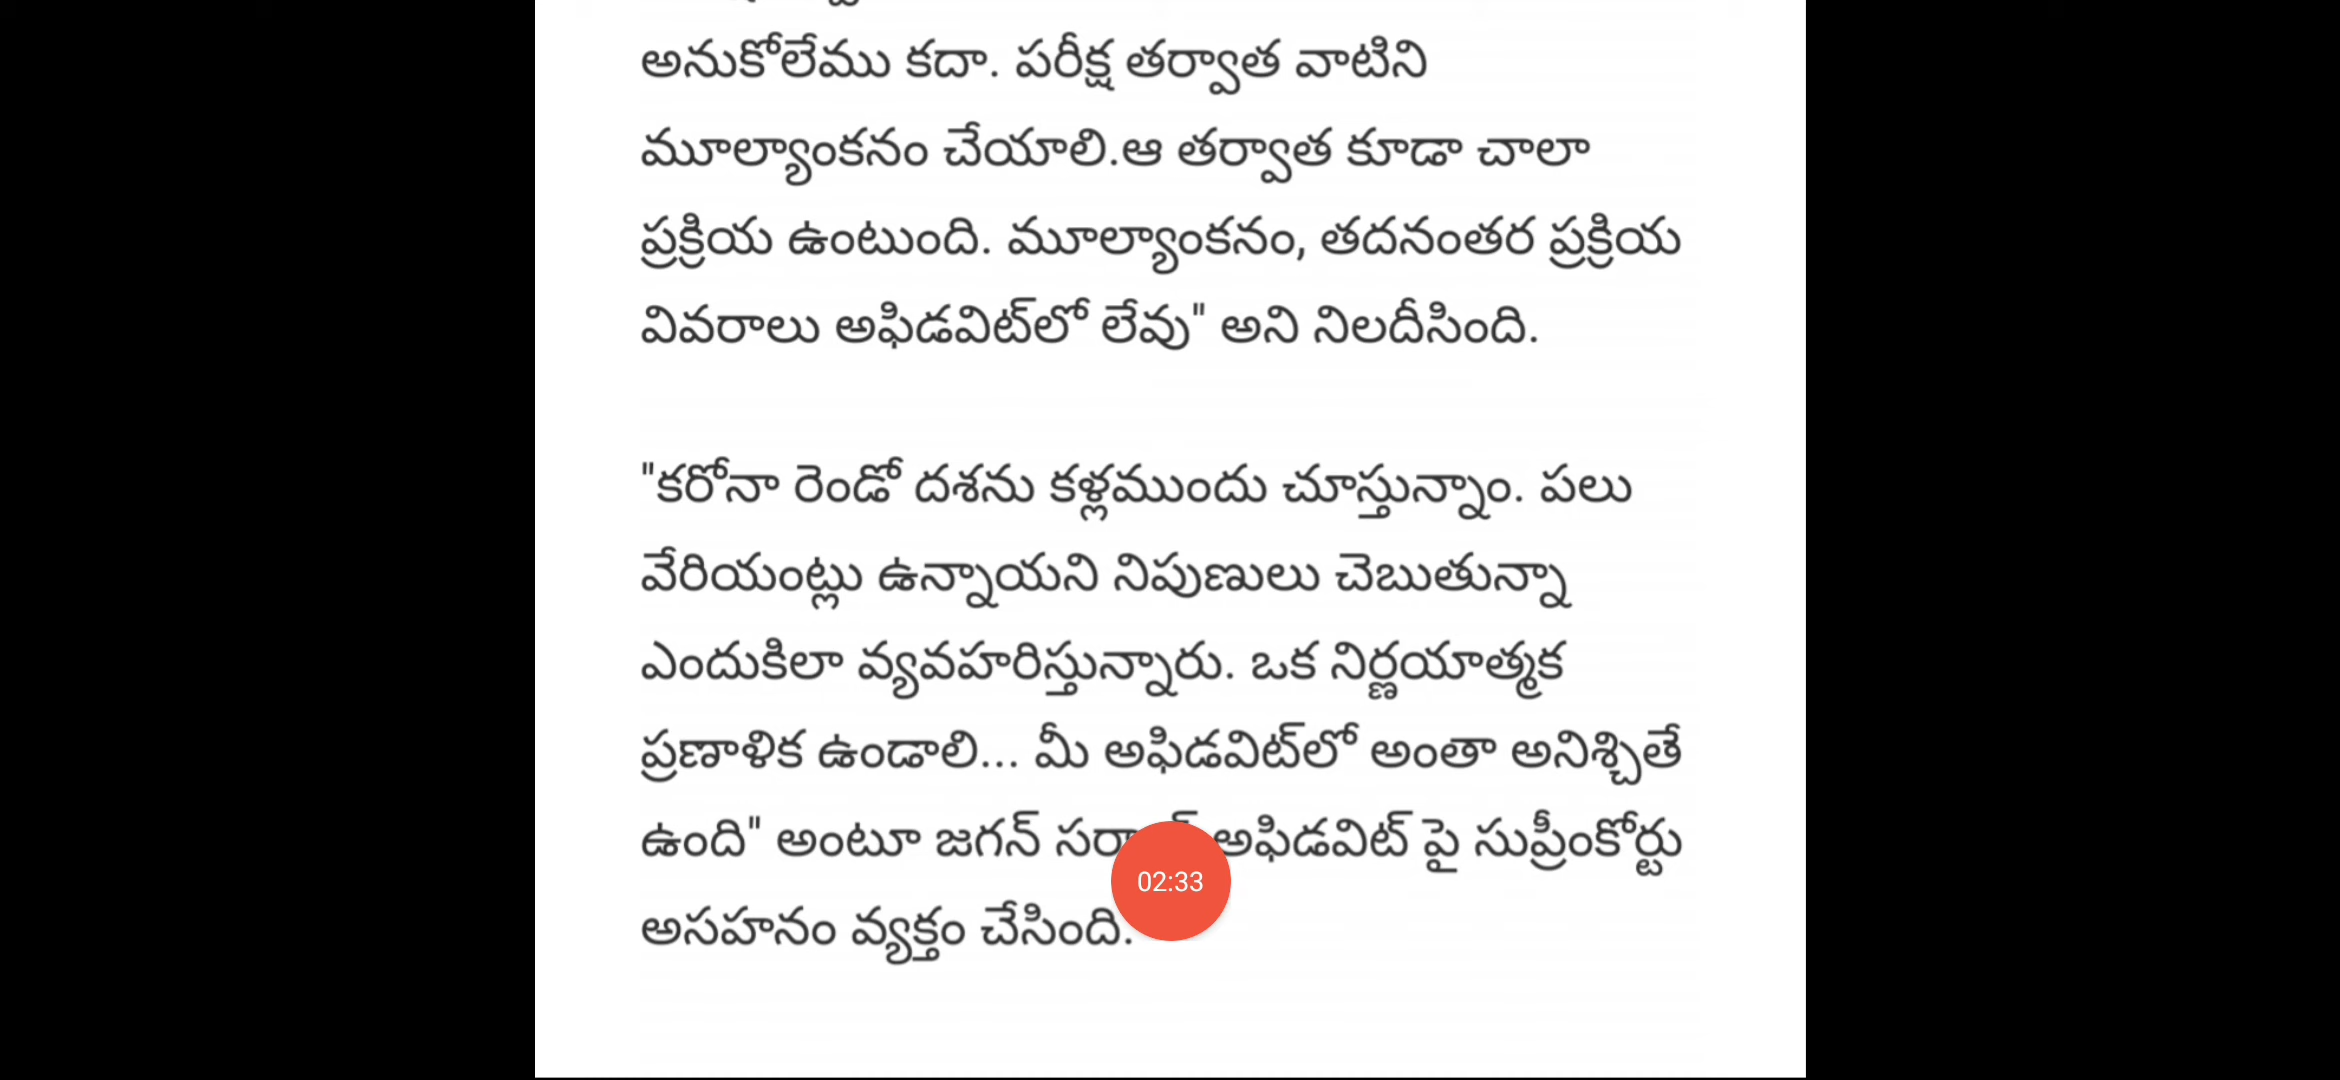 అనుకోలేము కదా. పరీక్ష తర్వాత వాటిని
మూల్యాంకనం చేయాలి.ఆ తర్వాత కూడా చాలా
ప్రక్రియ ఉంటుంది. మూల్యాంకనం, తదనంతర ప్రక్రియ
వివరాలు అఫిడవిట్‌లో లేవు" అని నిలదీసింది.
"కరోనా రెండో దశను కళ్లముందు చూస్తున్నాం. పలు
వేరియంట్లు ఉన్నాయని నిపుణులు చెబుతున్నా
ఎందుకిలా వ్యవహరిస్తున్నారు. ఒక నిర్ణయాత్మక
ప్రణాళిక ఉండాలి... మీ అఫిడవిట్‌లో అంతా అనిశ్చితే
ఉంది" అంటూ జగన్ అఫిడవిట్ పై సుప్రీంకోర్టు
అసహనం వ్యక్తం చేసింది.
02:33